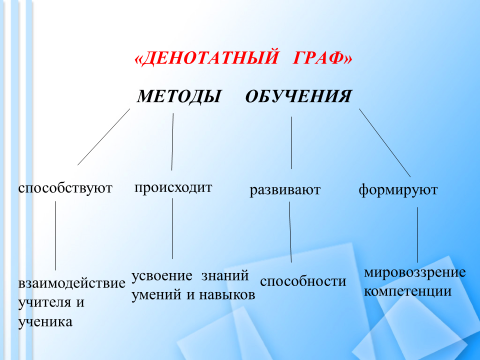 «ДЕНОТАТНЫЙ ГРАФ»
МЕТОДЫ ОБУЧЕНИЯ
способствуют
происходит
развивают
формируют
взаимодействие
учителя и
ученика
усвоение знаний
умений и навыков
способности
мировоззрение
компетенции